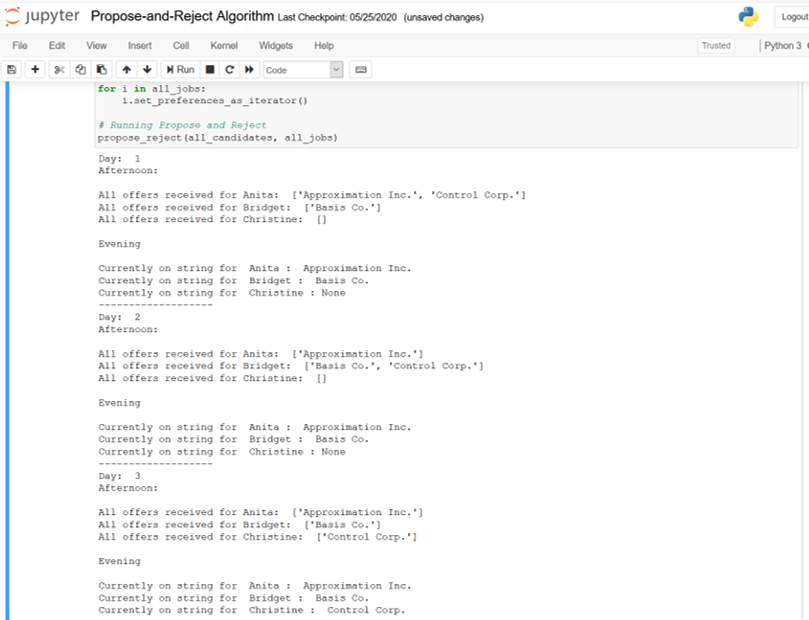 jupyter Propose-and-Reject Algorithm Last Checkpoint: 05/25/2020 (unsaved changes) Logout
File Edit View Insert Cell Kernel Widgets Help Trusted Python 3
Run Code
for i in all_jobs:
    i.set_preferences_as_iterator()
# Running Propose and Reject
propose_reject(all_candidates, all_jobs)
Day:  1
Afternoon:
All offers received for Anita:  ['Approximation Inc.', 'Control Corp.']
All offers received for Bridget:  ['Basis Co.']
All offers received for Christine:  []
Evening
Currently on string for  Anita :  Approximation Inc.
Currently on string for  Bridget :  Basis Co.
Currently on string for  Christine : None
-------------------
Day:  2
Afternoon:
All offers received for Anita:  ['Approximation Inc.']
All offers received for Bridget:  ['Basis Co.', 'Control Corp.']
All offers received for Christine:  []
Evening
Currently on string for  Anita :  Approximation Inc.
Currently on string for  Bridget :  Basis Co.
Currently on string for  Christine : None
-------------------
Day:  3
Afternoon:
All offers received for Anita:  ['Approximation Inc.']
All offers received for Bridget:  ['Basis Co.']
All offers received for Christine:  ['Control Corp.']
Evening
Currently on string for  Anita :  Approximation Inc.
Currently on string for  Bridget :  Basis Co.
Currently on string for  Christine :  Control Corp.